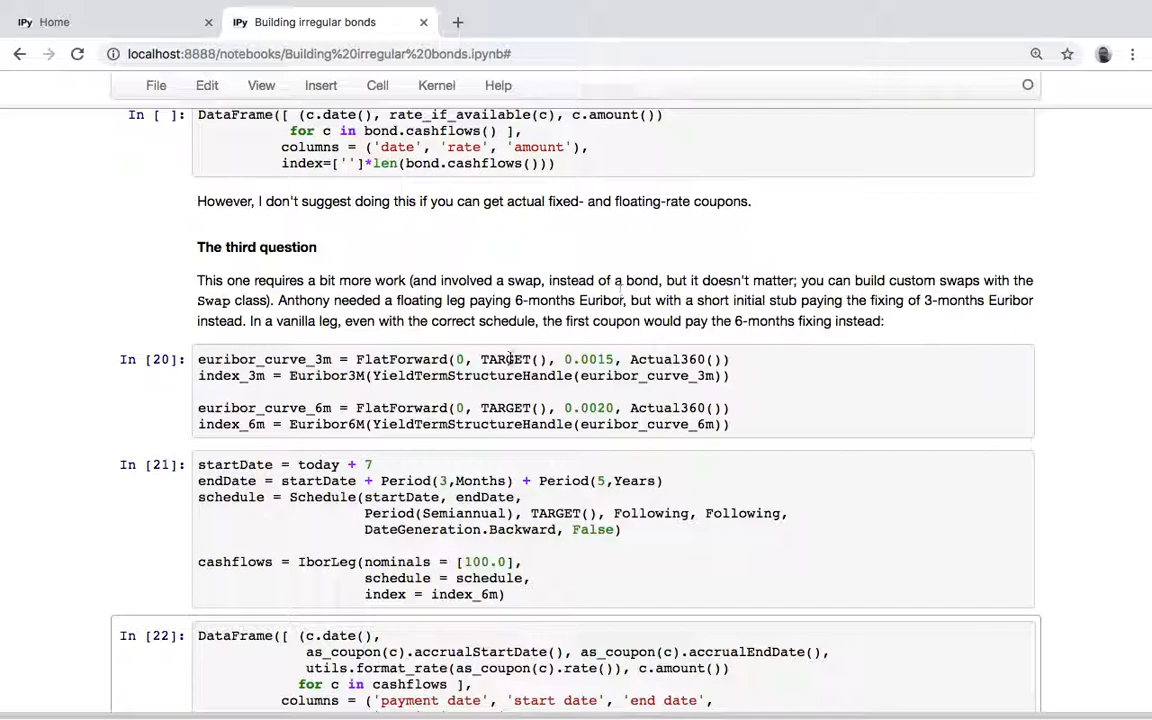 IPy Home × IPy Building irregular bonds × +
localhost:8888/notebooks/Building%20irregular%20bonds.ipynb#
File Edit View Insert Cell Kernel Help
In [ ]: DataFrame([ (c.date(), rate_if_available(c), c.amount())
for c in bond.cashflows() ],
columns = ('date', 'rate', 'amount'),
index=['']*len(bond.cashflows()))
However, I don't suggest doing this if you can get actual fixed- and floating-rate coupons.
The third question
This one requires a bit more work (and involved a swap, instead of a bond, but it doesn't matter; you can build custom swaps with the
Swap class). Anthony needed a floating leg paying 6-months Euribor, but with a short initial stub paying the fixing of 3-months Euribor
instead. In a vanilla leg, even with the correct schedule, the first coupon would pay the 6-months fixing instead:
In [20]: euribor_curve_3m = FlatForward(0, TARGET(), 0.0015, Actual360())
index_3m = Euribor3M(YieldTermStructureHandle(euribor_curve_3m))
euribor_curve_6m = FlatForward(0, TARGET(), 0.0020, Actual360())
index_6m = Euribor6M(YieldTermStructureHandle(euribor_curve_6m))
In [21]: startDate = today + 7
endDate = startDate + Period(3,Months) + Period(5,Years)
schedule = Schedule(startDate, endDate,
Period(Semiannual), TARGET(), Following, Following,
DateGeneration.Backward, False)
cashflows = IborLeg(nominals = [100.0],
schedule = schedule,
index = index_6m)
In [22]: DataFrame([ (c.date(),
as_coupon(c).accrualStartDate(), as_coupon(c).accrualEndDate(),
utils.format_rate(as_coupon(c).rate()), c.amount())
for c in cashflows ],
columns = ('payment date', 'start date', 'end date',